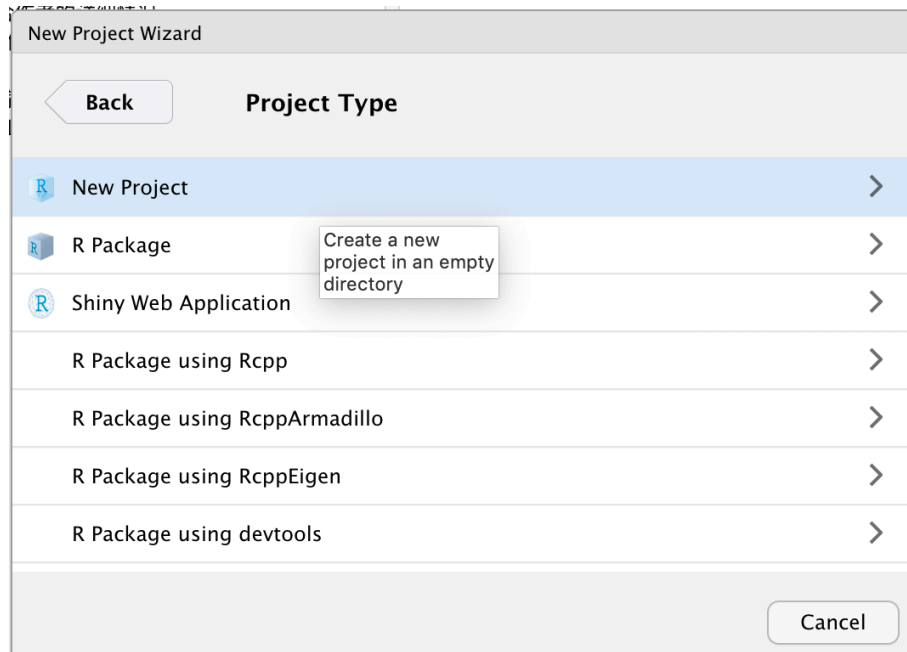 New Project Wizard
Back
Project Type
R New Project
R R Package
Create a new
project in an empty
directory
R Shiny Web Application
R Package using Rcpp
R Package using RcppArmadillo
R Package using RcppEigen
R Package using devtools
Cancel